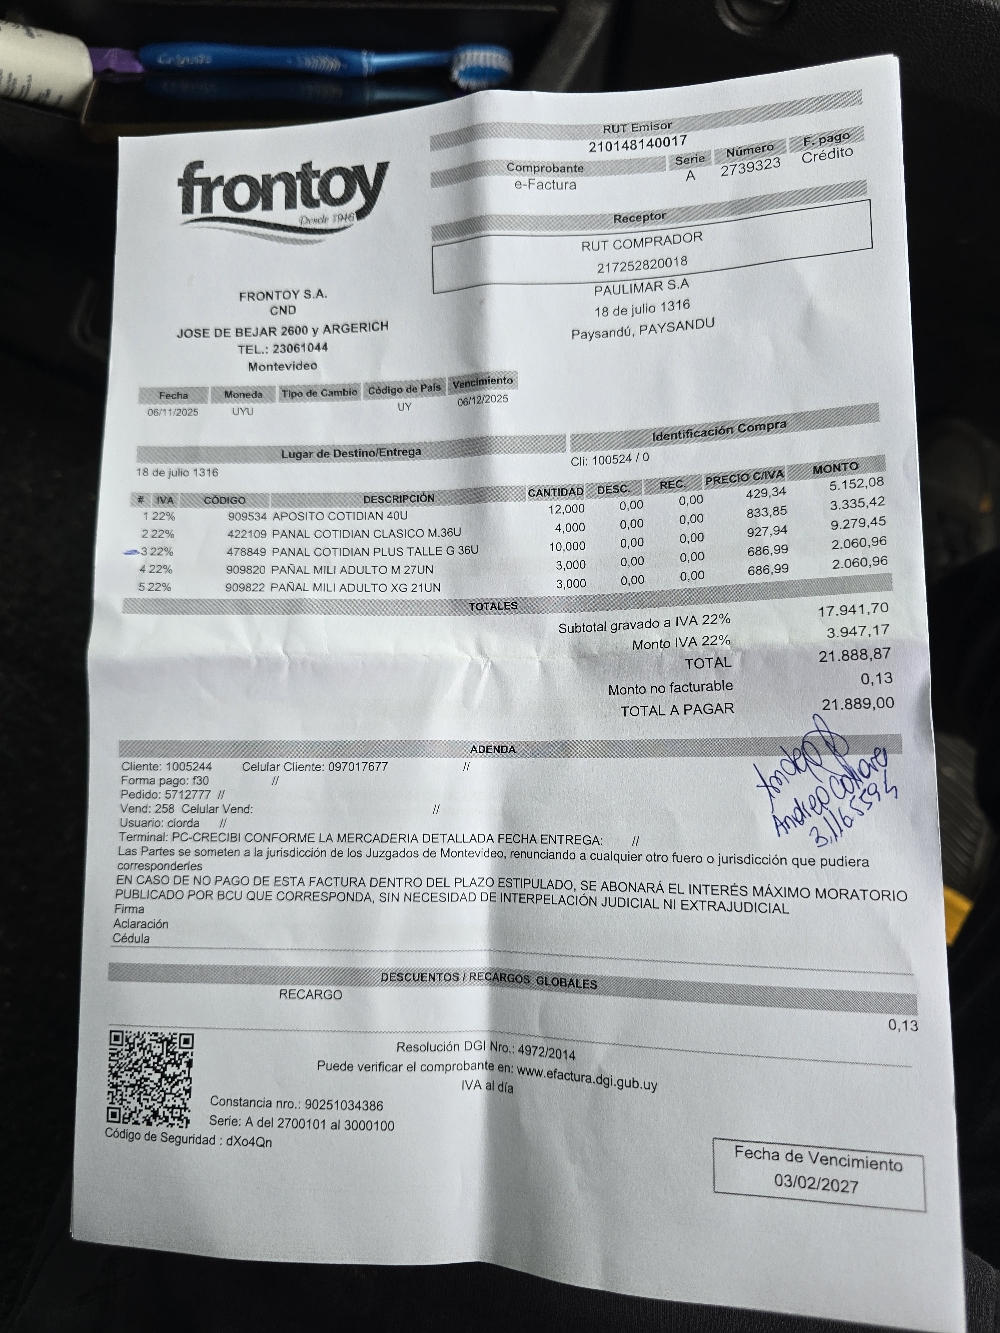 frontoy
Desde 1946
FRONTOY S.A.
CND
JOSE DE BEJAR 2600 y ARGERICH
TEL.: 23061044
Montevideo
RUT Emisor
210148140017
Comprobante Serie Número F. pago
e-Factura A 2739323 Crédito
Receptor
RUT COMPRADOR
217252820018
PAULIMAR S.A
18 de julio 1316
Paysandú, PAYSANDU
Fecha Moneda Tipo de Cambio Código de País Vencimiento
06/11/2025 UYU UY 06/12/2025
Lugar de Destino/Entrega Identificación Compra
18 de julio 1316 Cli: 100524 / 0
# IVA CÓDIGO DESCRIPCIÓN CANTIDAD DESC. REC. PRECIO C/IVA MONTO
1 22% 909534 APOSITO COTIDIAN 40U 12,000 0,00 0,00 429,34 5.152,08
2 22% 422109 PANAL COTIDIAN CLASICO M.36U 4,000 0,00 0,00 833,85 3.335,42
3 22% 478849 PANAL COTIDIAN PLUS TALLE G 36U 10,000 0,00 0,00 927,94 9.279,45
4 22% 909820 PAÑAL MILI ADULTO M 27UN 3,000 0,00 0,00 686,99 2.060,96
5 22% 909822 PAÑAL MILI ADULTO XG 21UN 3,000 0,00 0,00 686,99 2.060,96
TOTALES
Subtotal gravado a IVA 22% 17.941,70
Monto IVA 22% 3.947,17
TOTAL 21.888,87
Monto no facturable 0,13
TOTAL A PAGAR 21.889,00
ADENDA
Cliente: 1005244 Celular Cliente: 097017677 //
Forma pago: f30 //
Pedido: 5712777 //
Vend: 258 Celular Vend: //
Usuario: clorda //
Terminal: PC-CRECIBI CONFORME LA MERCADERIA DETALLADA FECHA ENTREGA: //
Las Partes se someten a la jurisdicción de los Juzgados de Montevideo, renunciando a cualquier otro fuero o jurisdicción que pudiera
corresponderles
EN CASO DE NO PAGO DE ESTA FACTURA DENTRO DEL PLAZO ESTIPULADO, SE ABONARÁ EL INTERÉS MÁXIMO MORATORIO
PUBLICADO POR BCU QUE CORRESPONDA, SIN NECESIDAD DE INTERPELACIÓN JUDICIAL NI EXTRAJUDICIAL
Firma
Aclaración
Cédula
Andrea
DESCUENTOS / RECARGOS GLOBALES
RECARGO 0,13
Resolución DGI Nro.: 4972/2014
Puede verificar el comprobante en: www.efactura.dgi.gub.uy
IVA al día
Constancia nro.: 90251034386
Serie: A del 2700101 al 3000100
Código de Seguridad : dXo4Qn
Fecha de Vencimiento
03/02/2027